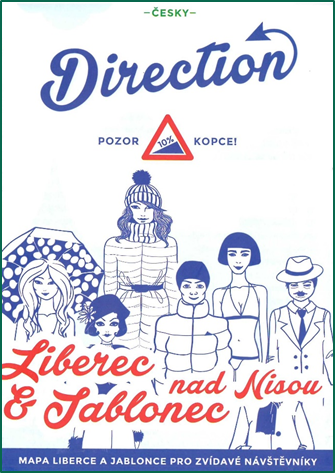 –ČESKY–
Direction
POZOR 10% KOPCE!
Liberec
& Jablonec nad Nisou
MAPA LIBERCE A JABLONCE PRO ZVÍDAVÉ NÁVŠTĚVNÍKY